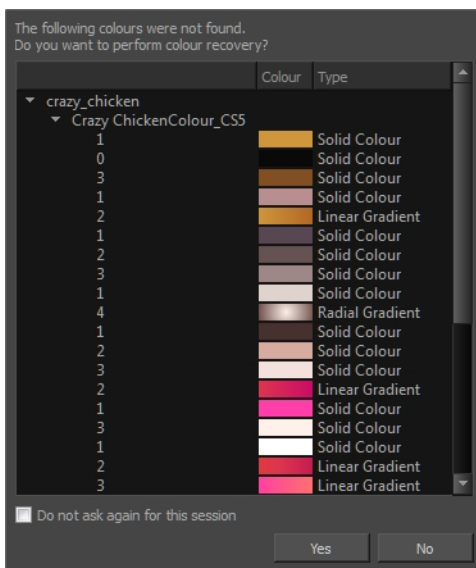 The following colours were not found.
Do you want to perform colour recovery?
Colour Type
crazy_chicken
Crazy ChickenColour_CS5
1 Solid Colour
0 Solid Colour
3 Solid Colour
1 Solid Colour
2 Linear Gradient
1 Solid Colour
2 Solid Colour
3 Solid Colour
1 Solid Colour
4 Radial Gradient
1 Solid Colour
2 Solid Colour
3 Solid Colour
2 Linear Gradient
1 Solid Colour
3 Solid Colour
1 Solid Colour
2 Linear Gradient
3 Linear Gradient
Do not ask again for this session
Yes No